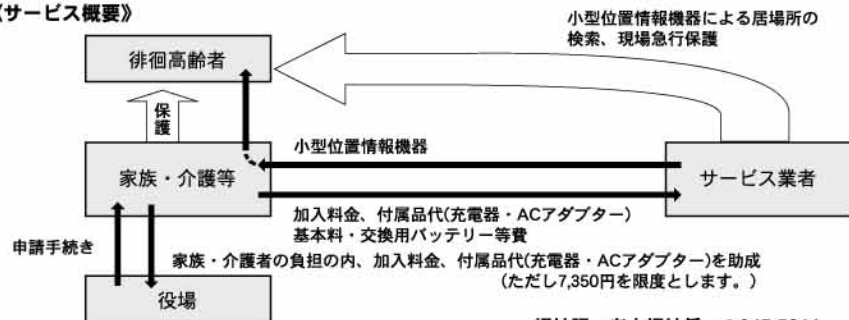 《サービス概要》
小型位置情報機器による居場所の
検索、現場急行保護
徘徊高齢者
保護
小型位置情報機器
家族・介護等
サービス業者
加入料金、付属品代(充電器・ACアダプター)
基本料・交換用バッテリー等費
申請手続き
家族・介護者の負担の内、加入料金、付属品代(充電器・ACアダプター)を助成
(ただし7,350円を限度とします。)
役場